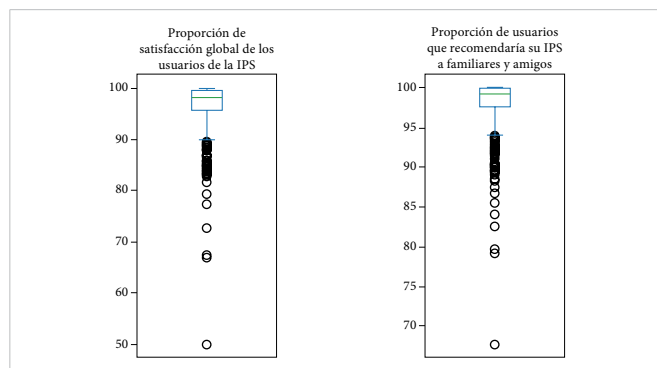 Proporción de
satisfacción global de los
usuarios de la IPS
100
90
80
70
60
50
Proporción de usuarios
que recomendaría su IPS
a familiares y amigos
100
95
90
85
80
75
70